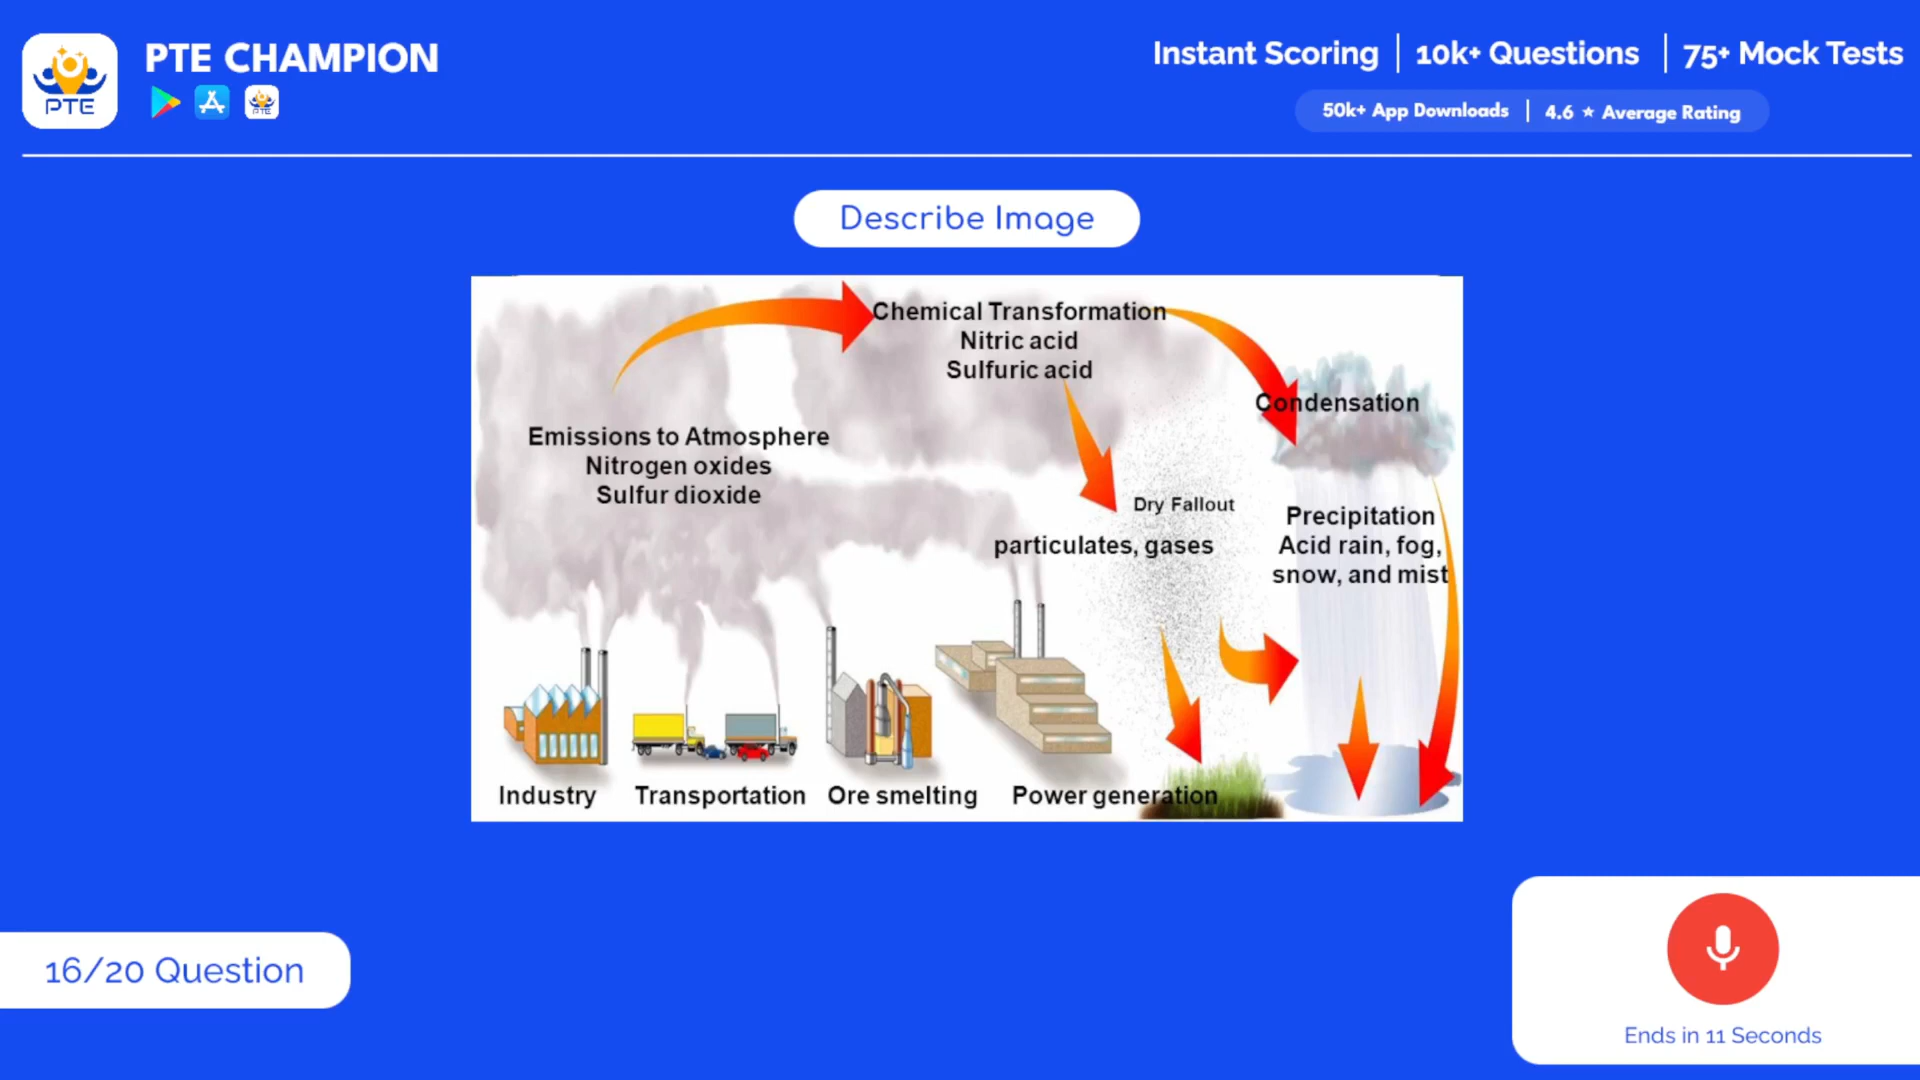 PTE CHAMPION
PTE
PTE
Instant Scoring | 10k+ Questions | 75+ Mock Tests
50k+ App Downloads | 4.6 ★ Average Rating
Describe Image
Chemical Transformation
Nitric acid
Sulfuric acid
Condensation
Emissions to Atmosphere
Nitrogen oxides
Sulfur dioxide
Dry Fallout
particulates, gases
Precipitation
Acid rain, fog,
snow, and mist
Industry
Transportation
Ore smelting
Power generation
16/20 Question
Ends in 11 Seconds